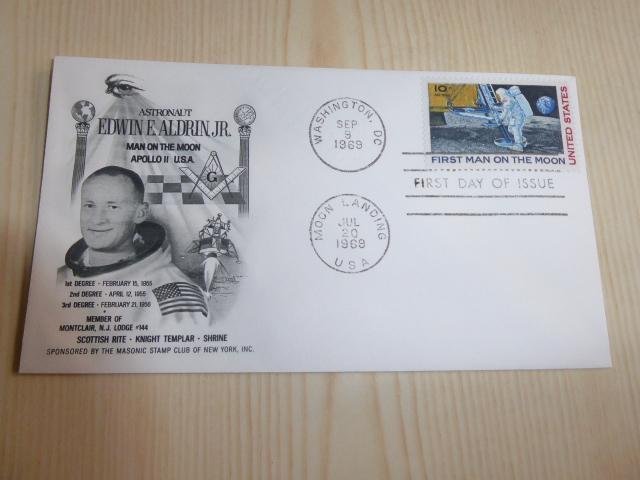 ASTRONAUT
EDWIN E. ALDRIN, JR.
MAN ON THE MOON
APOLLO II U.S.A.
G
1st DEGREE • FEBRUARY 15, 1955
2nd DEGREE • APRIL 12, 1955
3rd DEGREE • FEBRUARY 21, 1956
MEMBER OF
MONTCLAIR, N.J. LODGE #144
SCOTTISH RITE • KNIGHT TEMPLAR • SHRINE
SPONSORED BY THE MASONIC STAMP CLUB OF NEW YORK, INC.
WASHINGTON, DC
SEP
9
1969
MOON LANDING
JUL
20
1969
USA
10¢
UNITED STATES
FIRST MAN ON THE MOON
FIRST DAY OF ISSUE